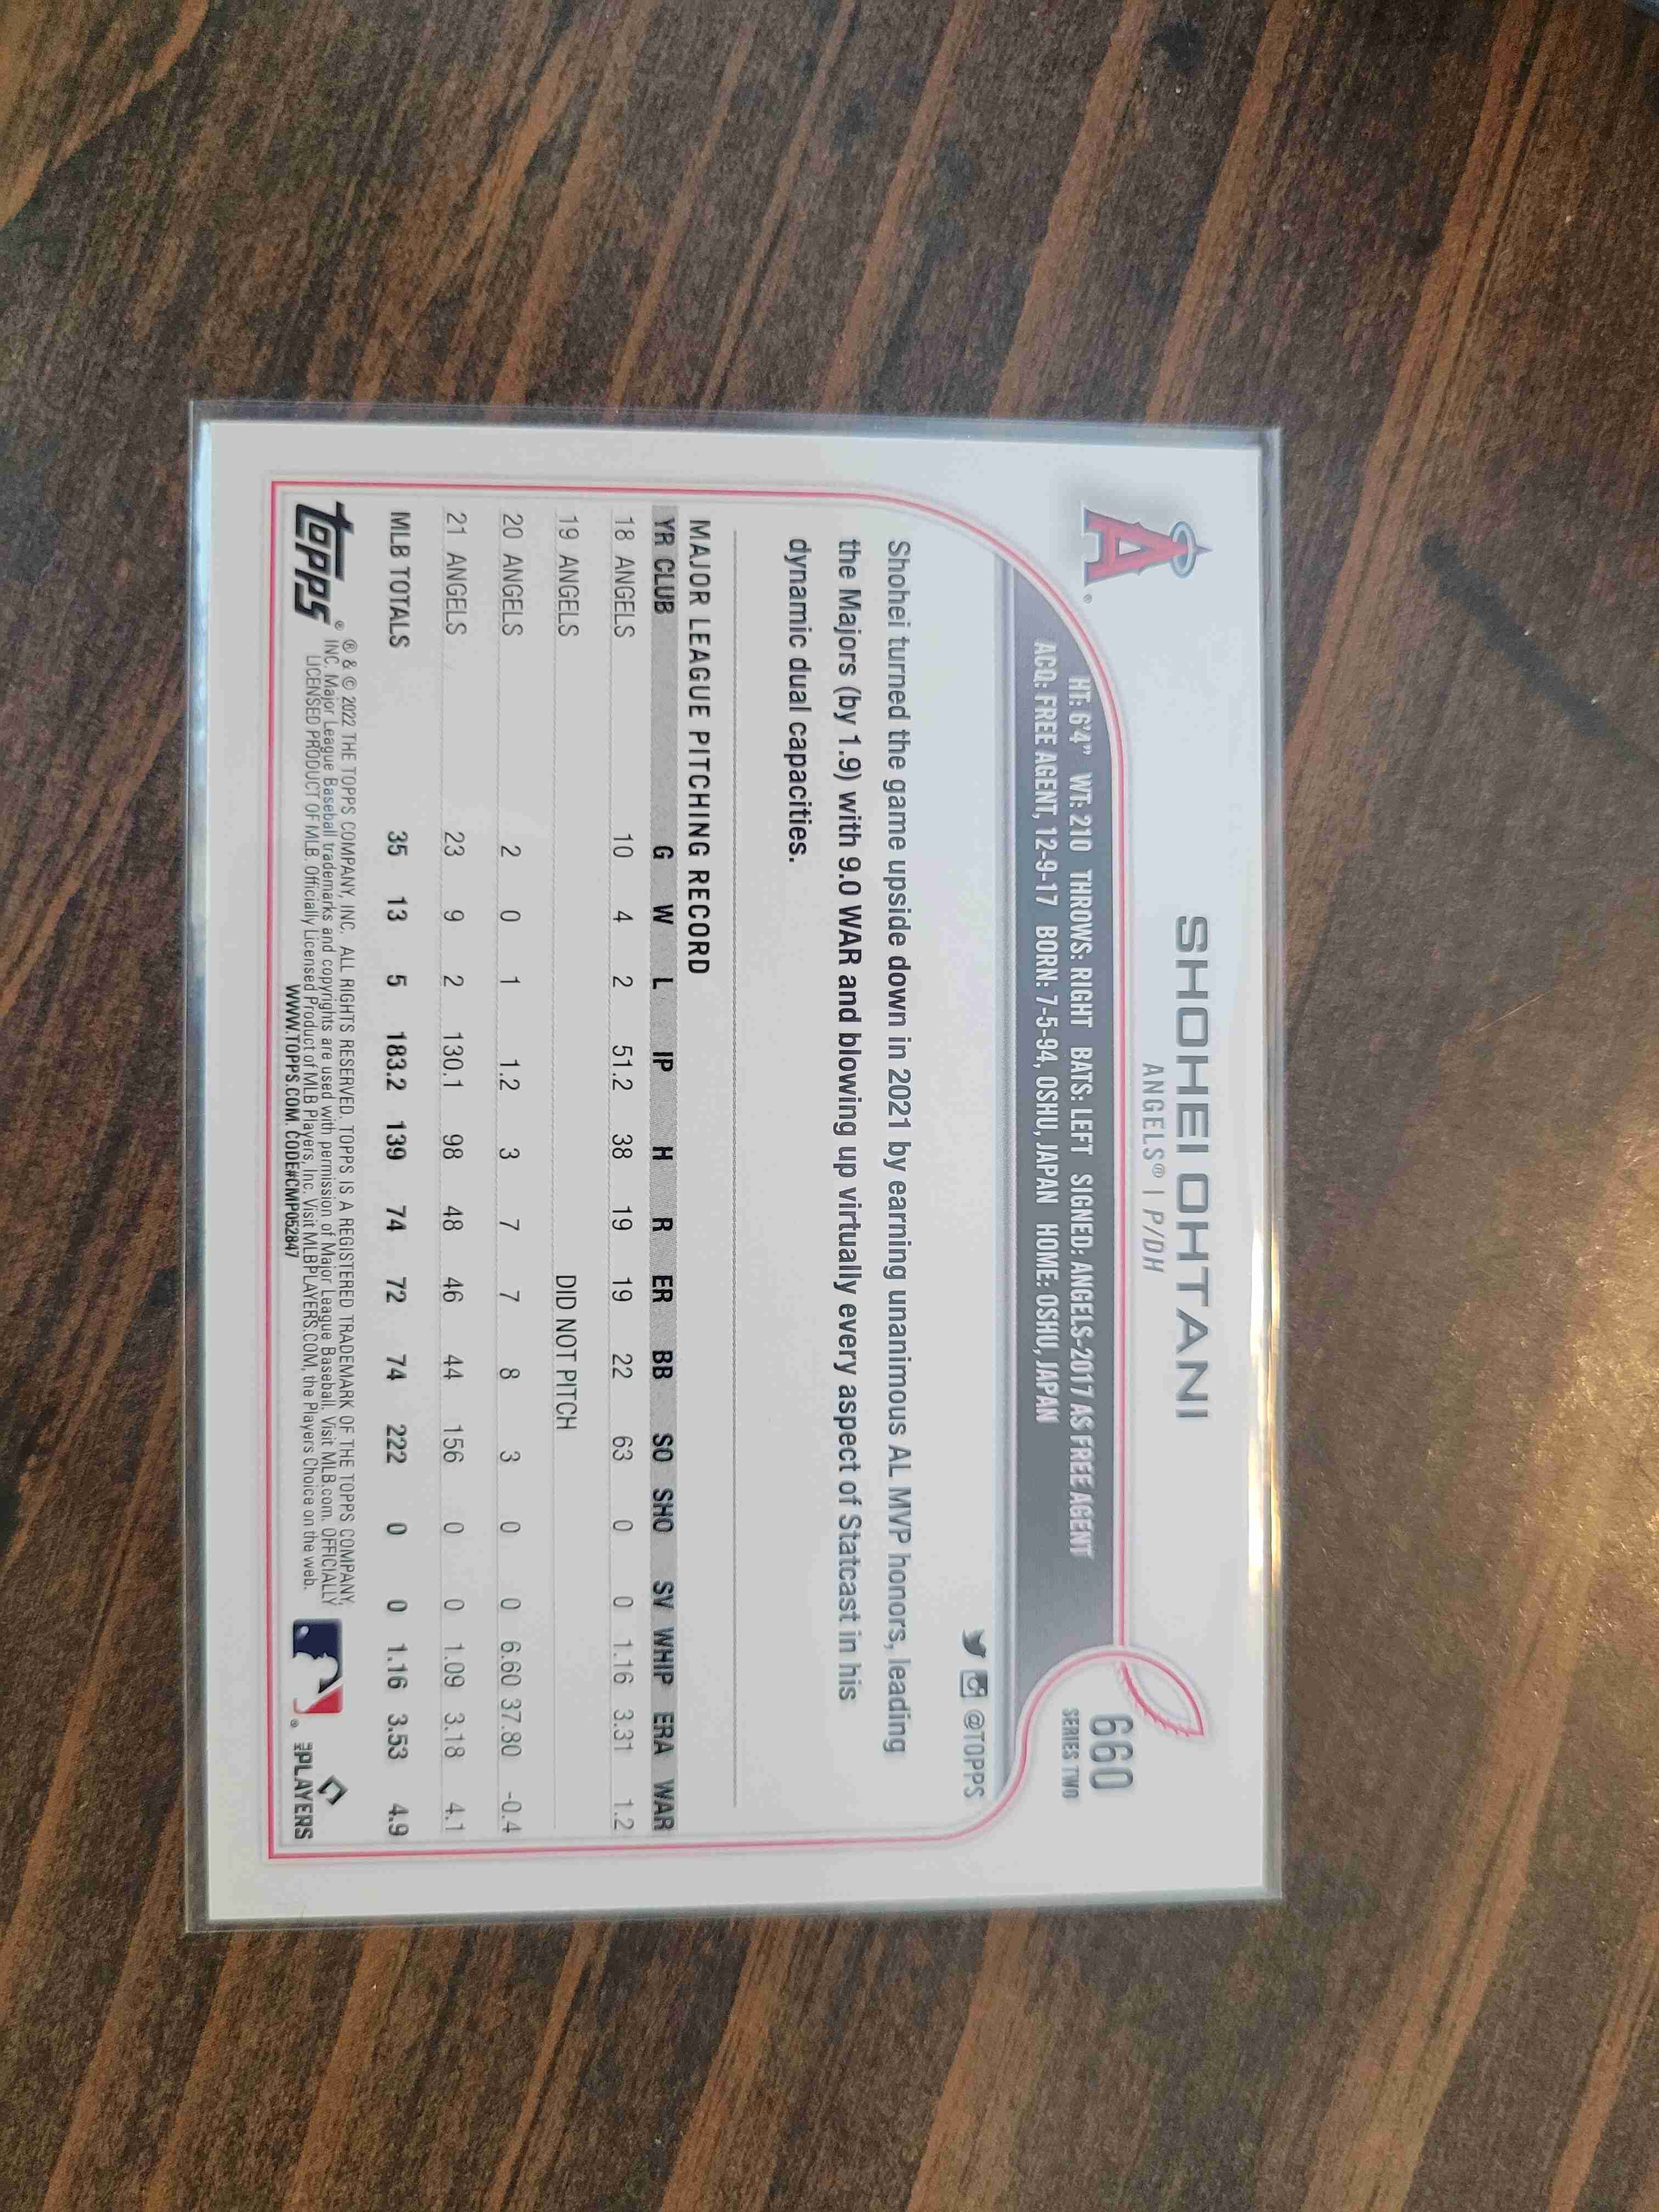 SHOHEI OHTANI
ANGELS® | P/DH
A®
660
SERIES TWO
HT: 6'4" WT: 210 THROWS: RIGHT BATS: LEFT SIGNED: ANGELS-2017 AS FREE AGENT
ACQ: FREE AGENT, 12-9-17 BORN: 7-5-94, OSHU, JAPAN HOME: OSHU, JAPAN
@TOPPS
Shohei turned the game upside down in 2021 by earning unanimous AL MVP honors, leading
the Majors (by 1.9) with 9.0 WAR and blowing up virtually every aspect of Statcast in his
dynamic dual capacities.
MAJOR LEAGUE PITCHING RECORD
YR CLUB G W L IP H R ER BB SO SHO SV WHIP ERA WAR
18 ANGELS 10 4 2 51.2 38 19 19 22 63 0 0 1.16 3.31 1.2
19 ANGELS DID NOT PITCH
20 ANGELS 2 0 1 1.2 3 7 7 8 3 0 0 6.60 37.80 -0.4
21 ANGELS 23 9 2 130.1 98 48 46 44 156 0 0 1.09 3.18 4.1
MLB TOTALS 35 13 5 183.2 139 74 72 74 222 0 0 1.16 3.53 4.9
topps®
® & © 2022 THE TOPPS COMPANY, INC. ALL RIGHTS RESERVED. TOPPS IS A REGISTERED TRADEMARK OF THE TOPPS COMPANY,
INC. Major League Baseball trademarks and copyrights are used with permission of Major League Baseball. Visit MLB.com. OFFICIALLY
LICENSED PRODUCT OF MLB. Officially Licensed Product of MLB Players, Inc. Visit MLBPLAYERS.COM, the Players Choice on the web.
WWW.TOPPS.COM. CODE#CMP052847
®
THE PLAYERS